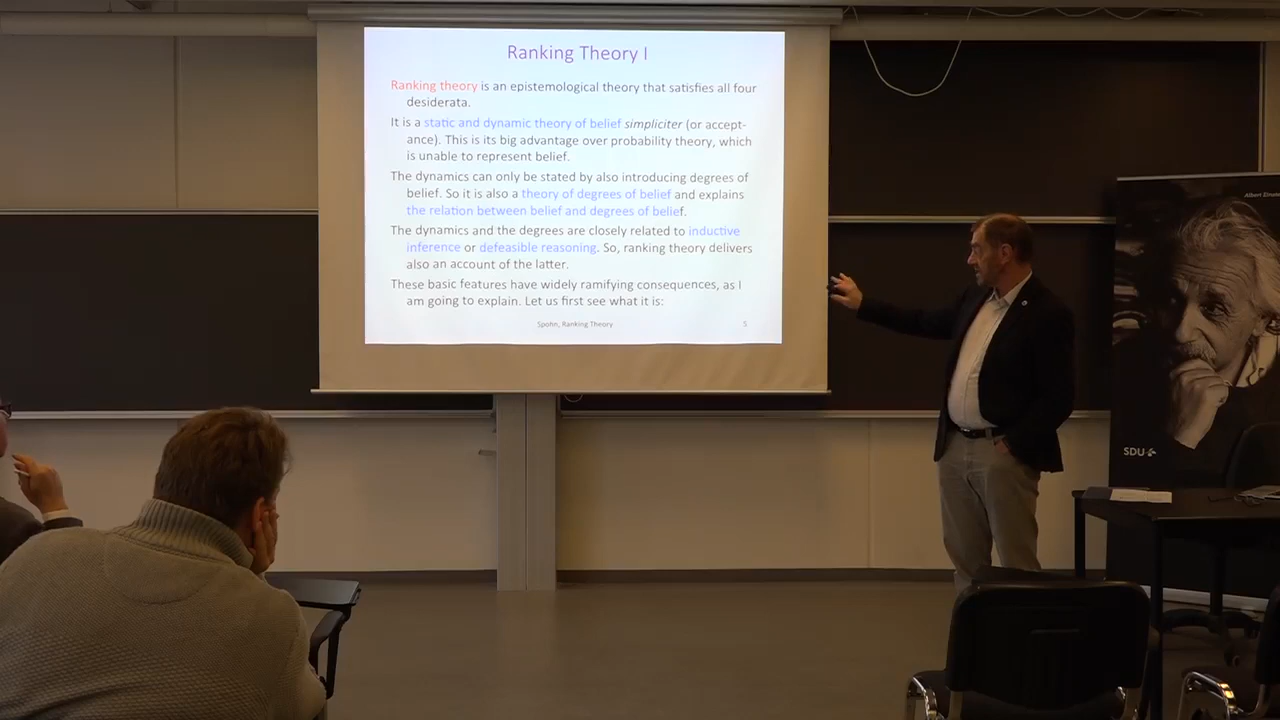 Ranking Theory I
Ranking theory is an epistemological theory that satisfies all four
desiderata.
It is a static and dynamic theory of belief simpliciter (or accept-
ance). This is its big advantage over probability theory, which
is unable to represent belief.
The dynamics can only be stated by also introducing degrees of
belief. So it is also a theory of degrees of belief and explains
the relation between belief and degrees of belief.
The dynamics and the degrees are closely related to inductive
inference or defeasible reasoning. So, ranking theory delivers
also an account of the latter.
These basic features have widely ramifying consequences, as I
am going to explain. Let us first see what it is:
Spohn, Ranking Theory 5
Albert
SDU